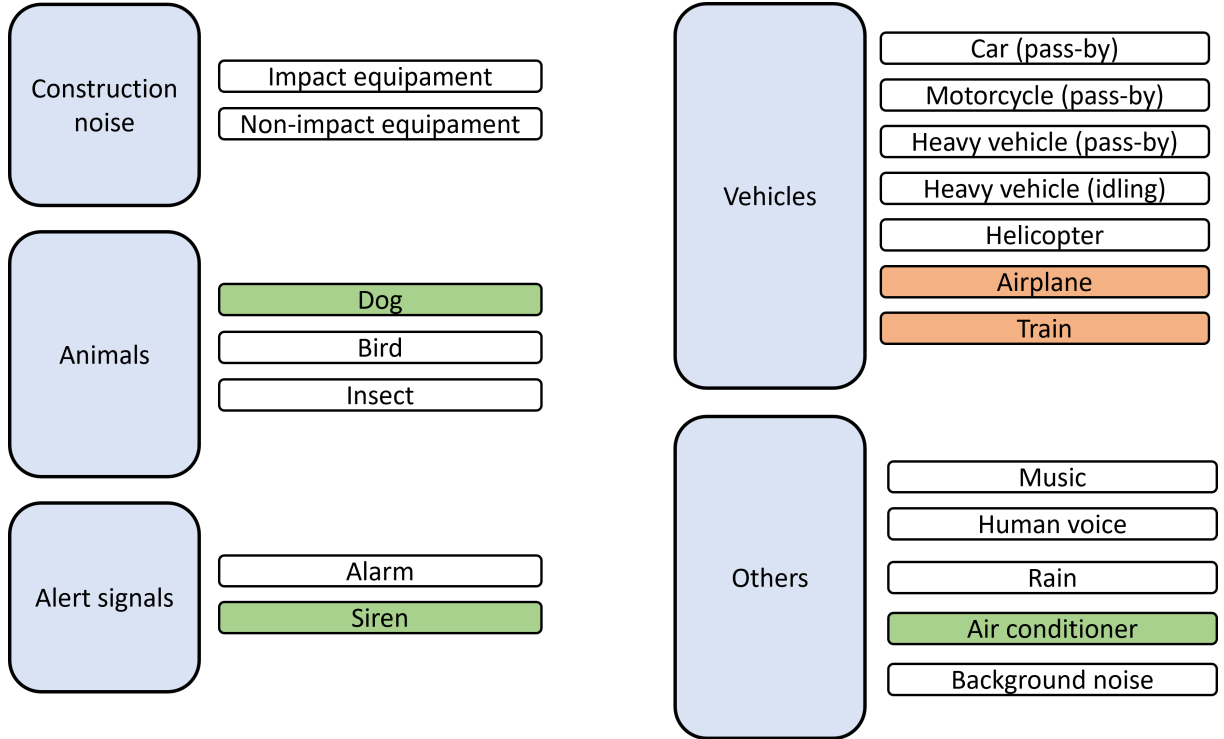 Construction
noise
Impact equipament
Non-impact equipament
Animals
Dog
Bird
Insect
Alert signals
Alarm
Siren
Vehicles
Car (pass-by)
Motorcycle (pass-by)
Heavy vehicle (pass-by)
Heavy vehicle (idling)
Helicopter
Airplane
Train
Others
Music
Human voice
Rain
Air conditioner
Background noise